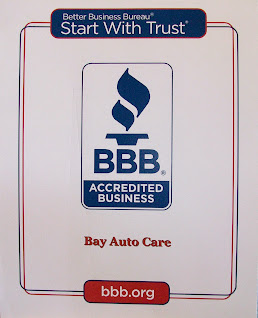 Better Business Bureau®
Start With Trust®
BBB®
ACCREDITED
BUSINESS
Bay Auto Care
bbb.org